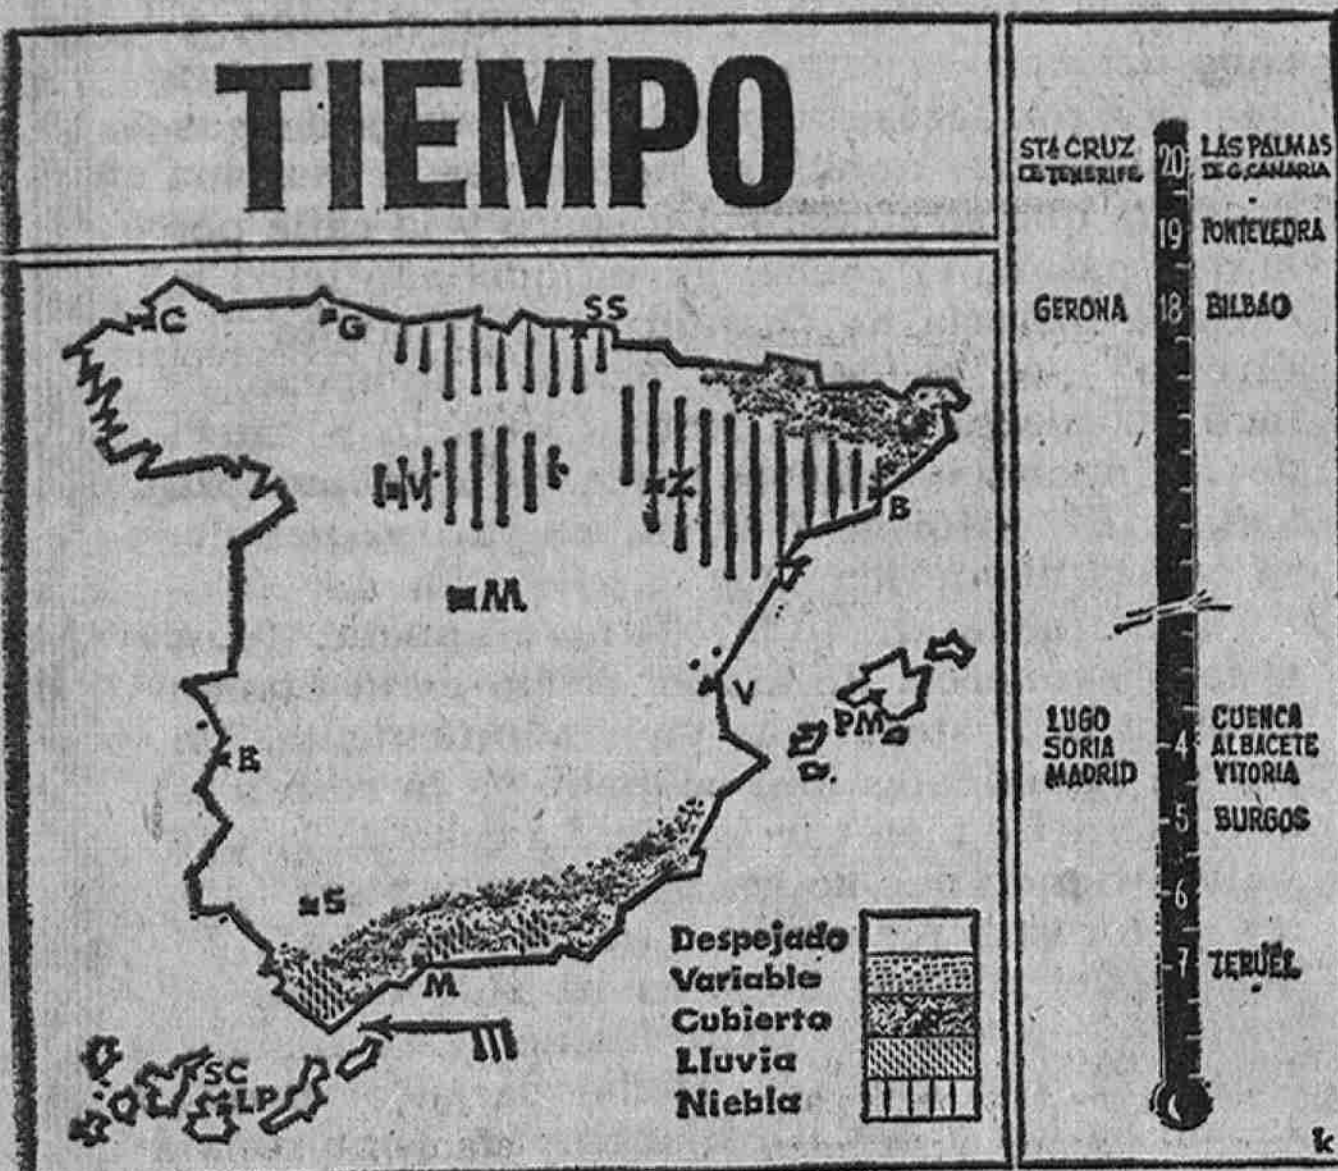 TIEMPO
C
G
SS
V
Z
B
T
M
V
PM
B
S
M
SC
LP
Despejado
Variable
Cubierto
Lluvia
Niebla
STA CRUZ 20 LAS PALMAS
DE TENERIFE DE G. CANARIA
19 PONTEVEDRA
GERONA 18 BILBAO
LUGO CUENCA
SORIA -4 ALBACETE
MADRID VITORIA
-5 BURGOS
-6
-7 TERUEL
k